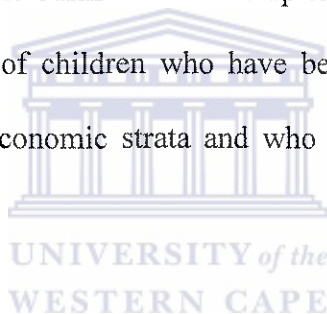 of children who have be
conomic strata and who
UNIVERSITY of the
WESTERN CAPE